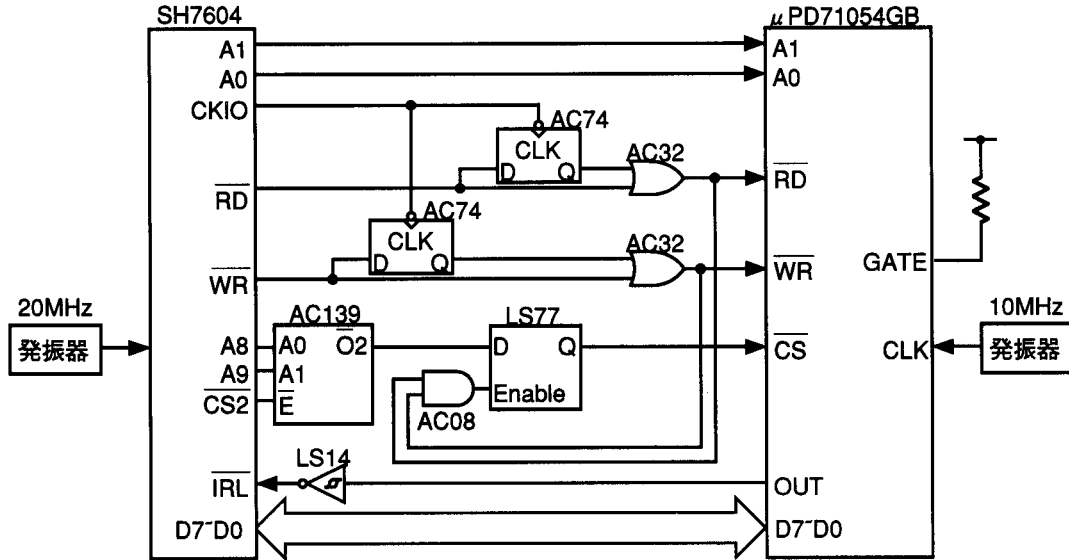 SH7604
μPD71054GB
A1
A1
A0
A0
CKIO
AC74
CLK
D
Q
AC32
RD
RD
AC74
CLK
D
Q
AC32
WR
WR
GATE
20MHz
発振器
AC139
A8
A0
O2
A9
A1
CS2
E
LS77
D
Q
Enable
AC08
CS
CLK
10MHz
発振器
LS14
IRL
OUT
D7~D0
D7~D0